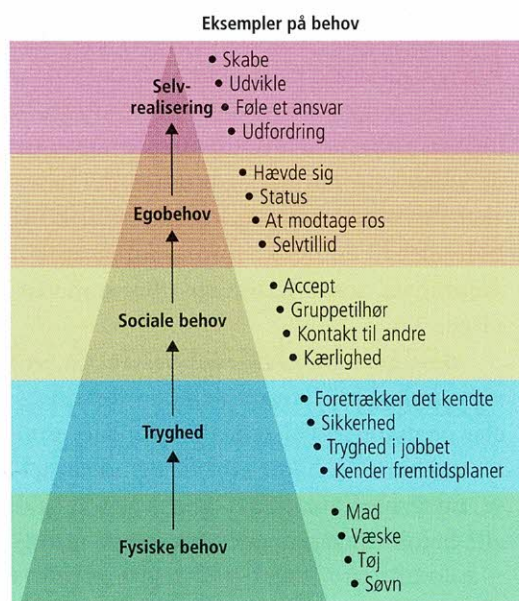 Eksempler på behov
Selv-
realisering
• Skabe
• Udvikle
• Føle et ansvar
• Udfordring
Egobehov
• Hævde sig
• Status
• At modtage ros
• Selvtillid
Sociale behov
• Accept
• Gruppetilhør
• Kontakt til andre
• Kærlighed
Tryghed
• Foretrækker det kendte
• Sikkerhed
• Tryghed i jobbet
• Kender fremtidsplaner
Fysiske behov
• Mad
• Væske
• Tøj
• Søvn